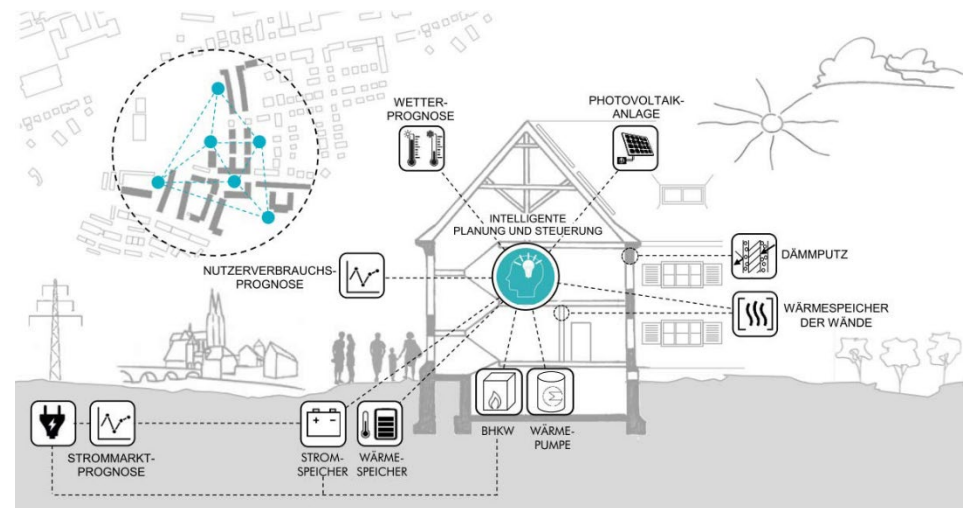 WETTER-
PROGNOSE
PHOTOVOLTAIK-
ANLAGE
INTELLIGENTE
PLANUNG UND STEUERUNG
DÄMMPUTZ
NUTZERVERBRAUCHS-
PROGNOSE
WÄRMESPEICHER
DER WÄNDE
STROMMARKT-
PROGNOSE
STROM-
SPEICHER
WÄRME-
SPEICHER
BHKW
WÄRME-
PUMPE